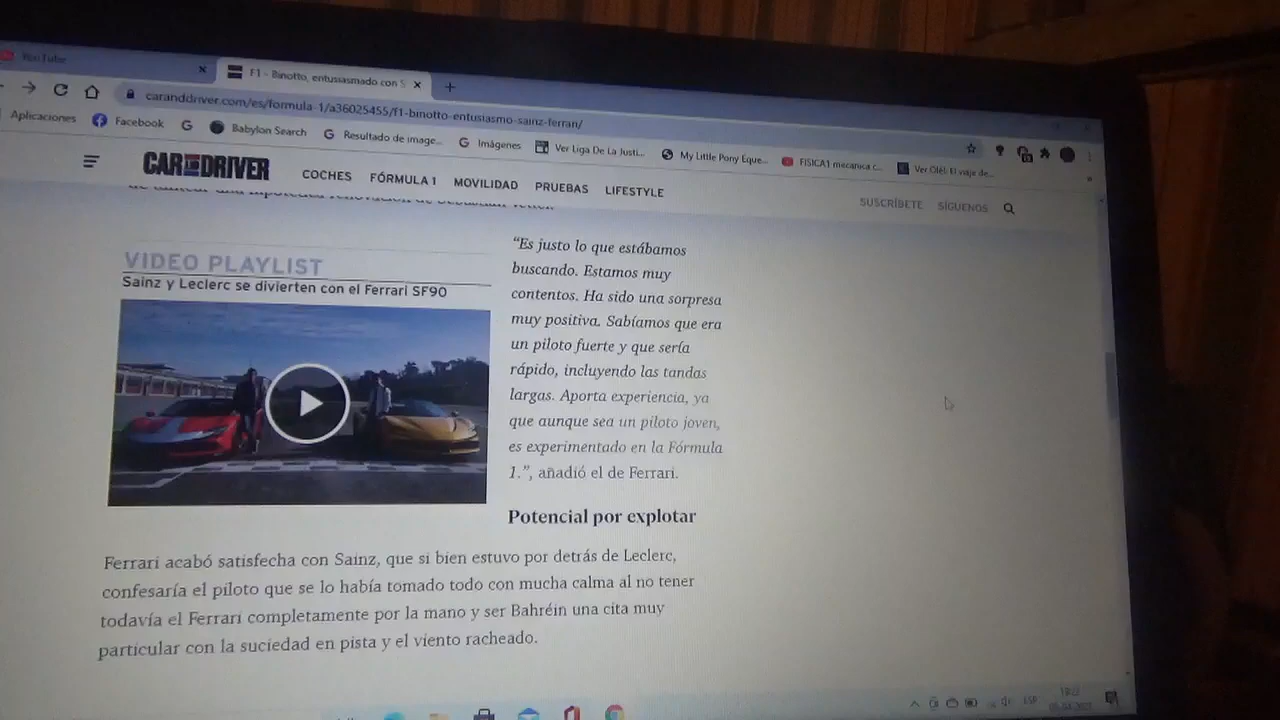 YouTube
F1 - Binotto, entusiasmado con S
caranddriver.com/es/formula-1/a36025455/f1-binotto-entusiasmo-sainz-ferrari/
Aplicaciones
Facebook
Babylon Search
Resultado de image...
Imágenes
Ver Liga De La Justi...
My Little Pony Eque...
FISICA1 mecanica c...
Ver Olé!: El viaje de...
CAR AND DRIVER
COCHES
FÓRMULA 1
MOVILIDAD
PRUEBAS
LIFESTYLE
SUSCRÍBETE
SÍGUENOS
VIDEO PLAYLIST
Sainz y Leclerc se divierten con el Ferrari SF90
“Es justo lo que estábamos
buscando. Estamos muy
contentos. Ha sido una sorpresa
muy positiva. Sabíamos que era
un piloto fuerte y que sería
rápido, incluyendo las tandas
largas. Aporta experiencia, ya
que aunque sea un piloto joven,
es experimentado en la Fórmula
1.”, añadió el de Ferrari.
Potencial por explotar
Ferrari acabó satisfecha con Sainz, que si bien estuvo por detrás de Leclerc,
confesaría el piloto que se lo había tomado todo con mucha calma al no tener
todavía el Ferrari completamente por la mano y ser Bahréin una cita muy
particular con la suciedad en pista y el viento racheado.
ESP